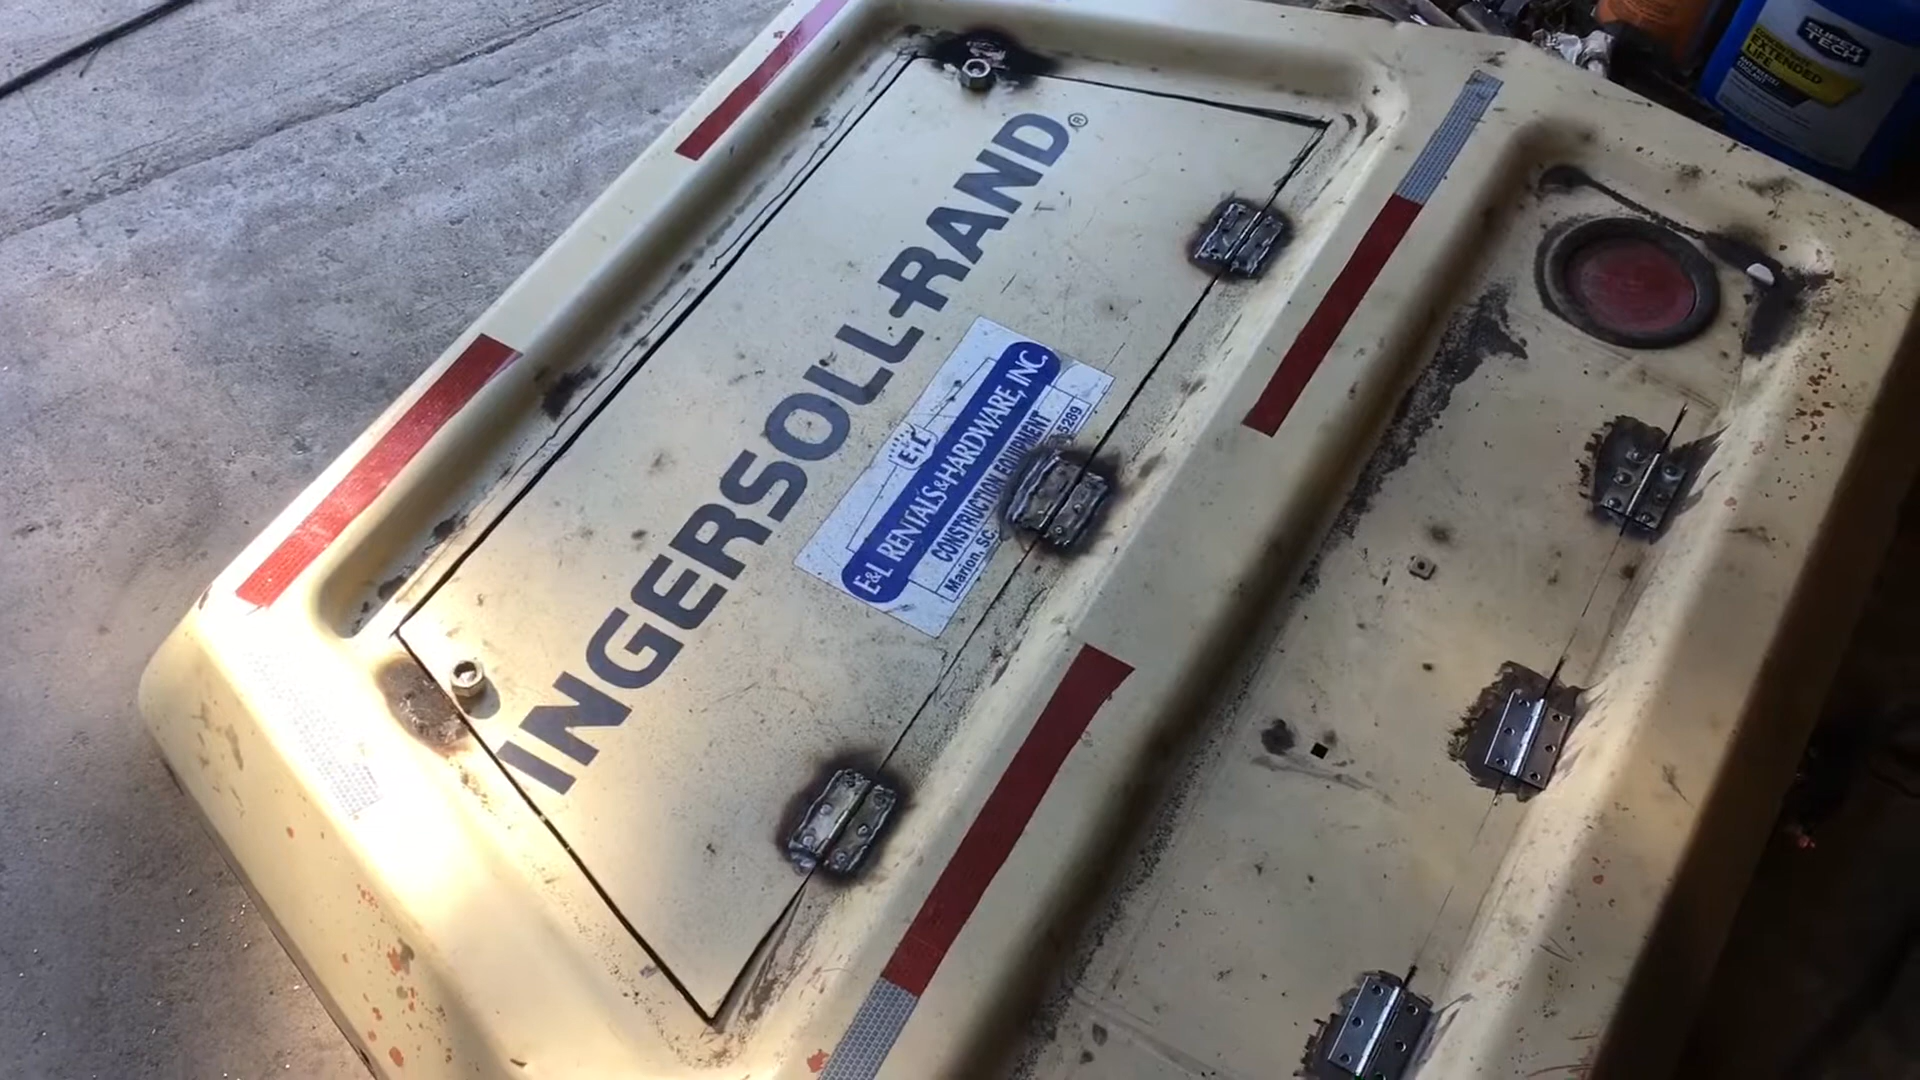 INGERSOLL-RAND®
E&L
E&L RENTALS & HARDWARE, INC.
CONSTRUCTION EQUIPMENT
Marion, SC
5289
SUPER TECH
EXTENDED
LIFE